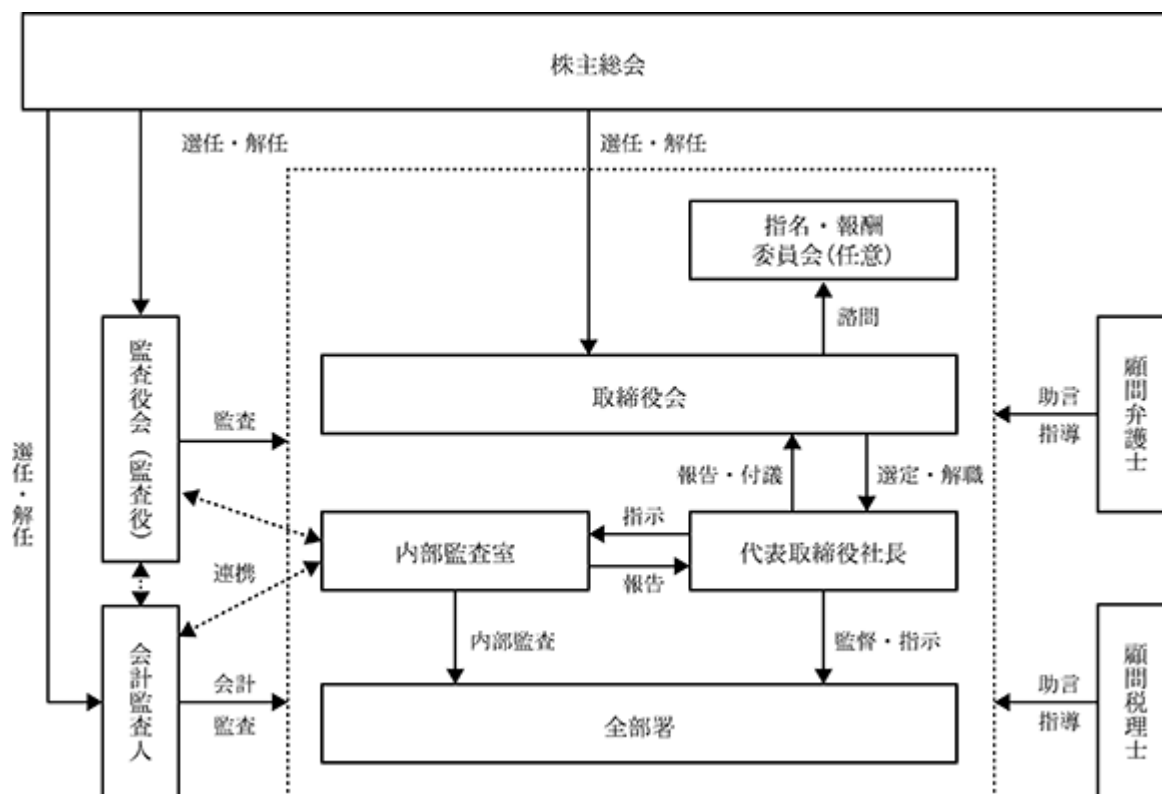 株主総会
選任・解任
選任・解任
指名・報酬
委員会(任意)
諮問
監査役会(監査役)
取締役会
顧問弁護士
監査
助言
指導
選任・解任
報告・付議
選定・解職
指示
内部監査室
代表取締役社長
連携
報告
会計監査人
内部監査
監督・指示
顧問税理士
会計
監査
助言
指導
全部署